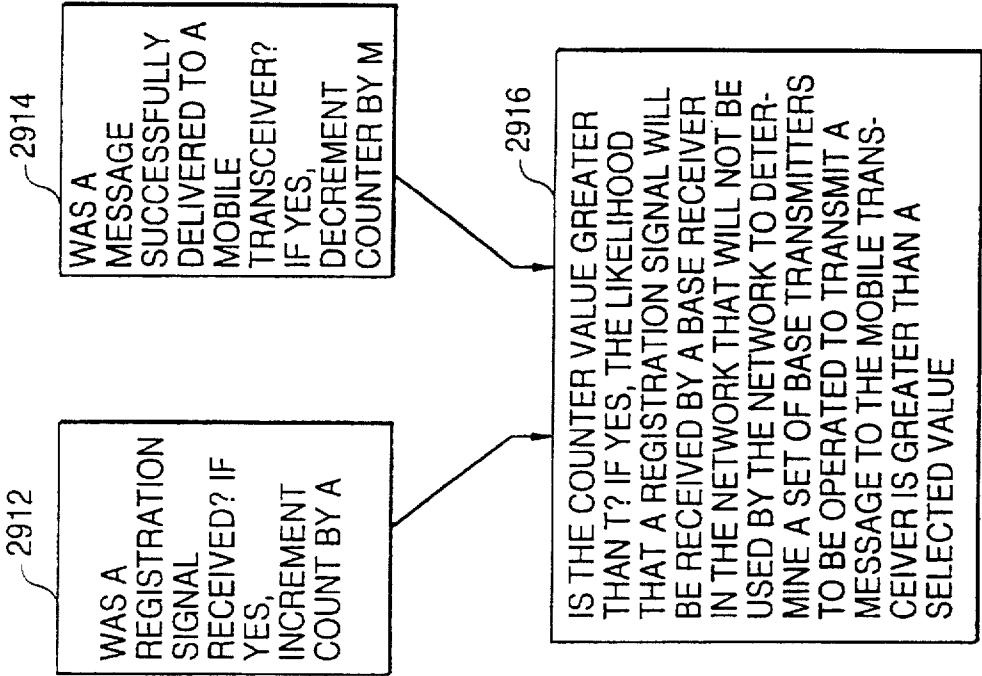 2912
WAS A
REGISTRATION
SIGNAL
RECEIVED? IF
YES,
INCREMENT
COUNT BY A
2914
WAS A
MESSAGE
SUCCESSFULLY
DELIVERED TO A
MOBILE
TRANSCEIVER?
IF YES,
DECREMENT
COUNTER BY M
2916
IS THE COUNTER VALUE GREATER
THAN T? IF YES, THE LIKELIHOOD
THAT A REGISTRATION SIGNAL WILL
BE RECEIVED BY A BASE RECEIVER
IN THE NETWORK THAT WILL NOT BE
USED BY THE NETWORK TO DETER-
MINE A SET OF BASE TRANSMITTERS
TO BE OPERATED TO TRANSMIT A
MESSAGE TO THE MOBILE TRANS-
CEIVER IS GREATER THAN A
SELECTED VALUE